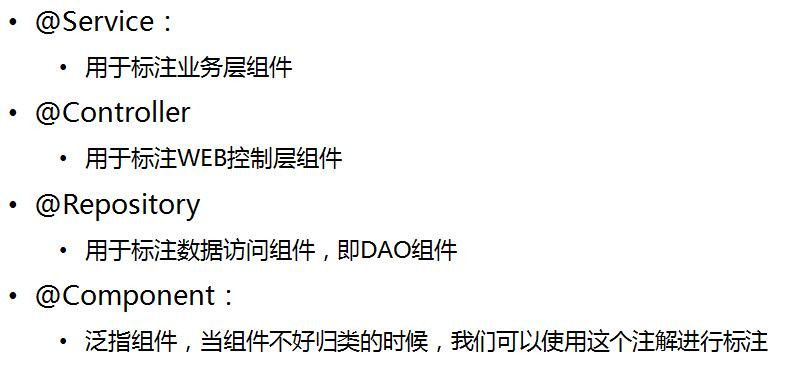 • @Service：
• 用于标注业务层组件
• @Controller
• 用于标注WEB控制层组件
• @Repository
• 用于标注数据访问组件，即DAO组件
• @Component：
• 泛指组件，当组件不好归类的时候，我们可以使用这个注解进行标注